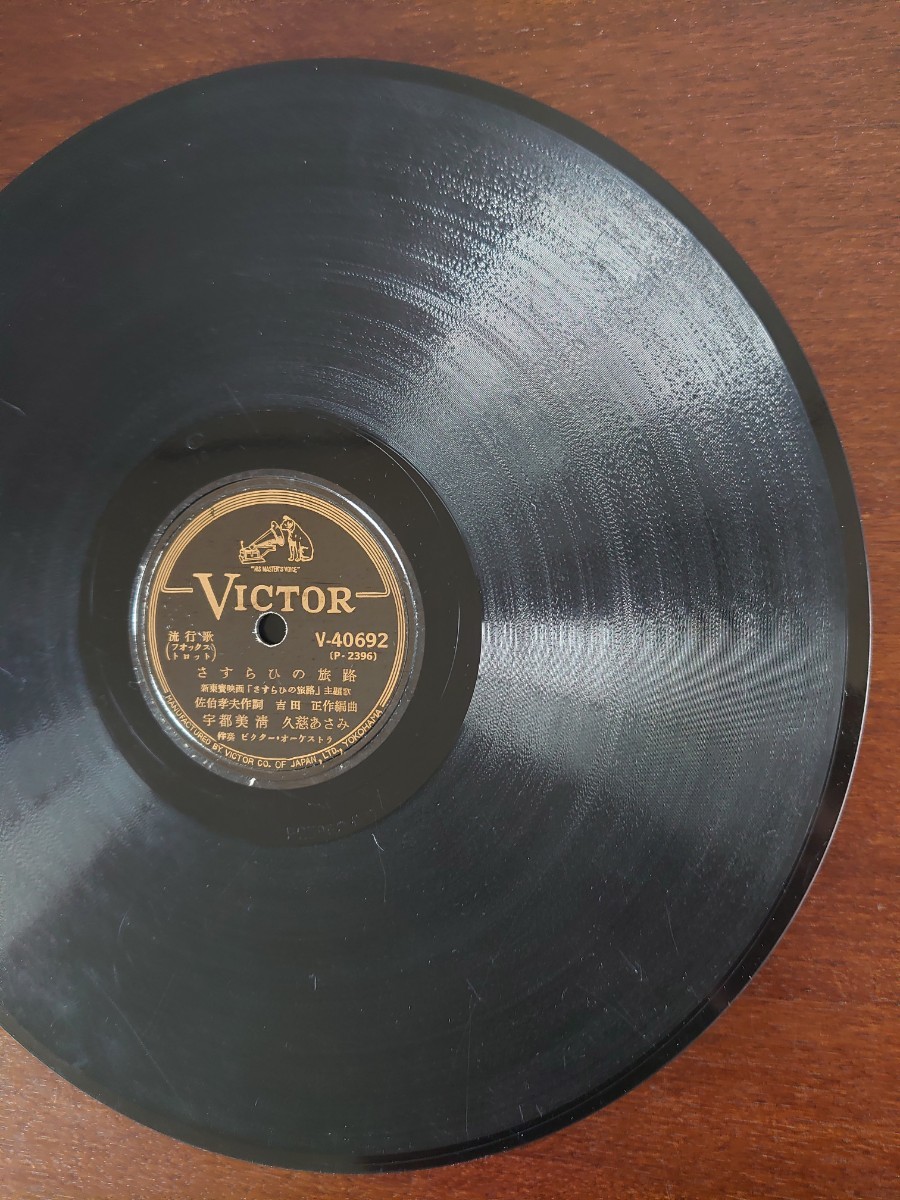 "HIS MASTER'S VOICE"
VICTOR
流行歌
(フオックス
トロット)
V-40692
(P-2396)
さすらひの旅路
新東寶映画「さすらひの旅路」主題歌
佐伯孝夫作詞 吉田正作編曲
宇都美清 久慈あさみ
伴奏 ビクター・オーケストラ
MANUFACTURED BY VICTOR CO. OF JAPAN, LTD., YOKOHAMA